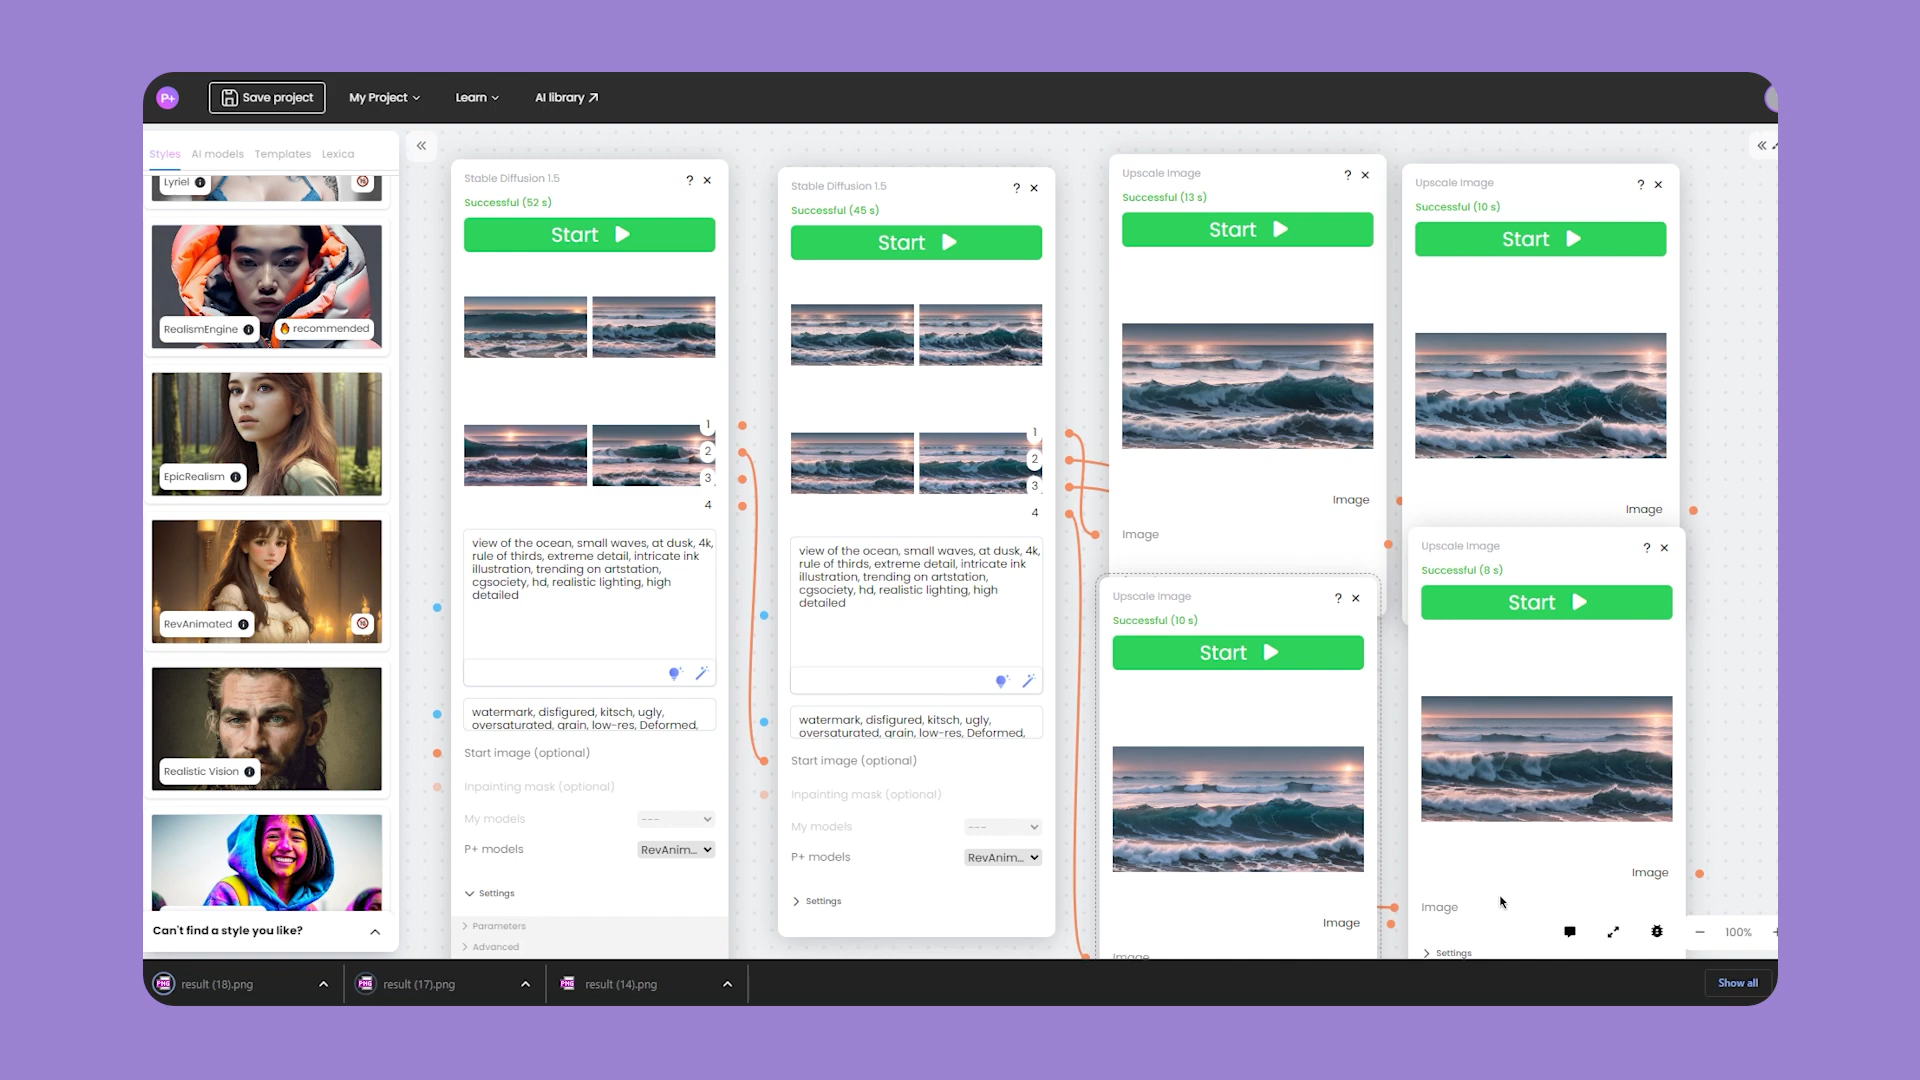 P+
Save project
My Project
Learn
AI library
Styles
AI models
Templates
Lexica
Lyriel
RealismEngine
recommended
EpicRealism
RevAnimated
Realistic Vision
Can't find a style you like?
Stable Diffusion 1.5
?
Successful (52 s)
Start
1
2
3
4
view of the ocean, small waves, at dusk, 4k,
rule of thirds, extreme detail, intricate ink
illustration, trending on artstation,
cgsociety, hd, realistic lighting, high
detailed
watermark, disfigured, kitsch, ugly,
oversaturated, grain, low-res, Deformed,
Start image (optional)
Inpainting mask (optional)
My models
---
P+ models
RevAnim...
Settings
Parameters
Advanced
Stable Diffusion 1.5
?
Successful (45 s)
Start
1
2
3
4
view of the ocean, small waves, at dusk, 4k,
rule of thirds, extreme detail, intricate ink
illustration, trending on artstation,
cgsociety, hd, realistic lighting, high
detailed
watermark, disfigured, kitsch, ugly,
oversaturated, grain, low-res, Deformed,
Start image (optional)
Inpainting mask (optional)
My models
---
P+ models
RevAnim...
Settings
Upscale Image
?
Successful (13 s)
Start
Image
Image
Upscale Image
?
Successful (10 s)
Start
Image
Upscale Image
?
Successful (10 s)
Start
Image
Image
Upscale Image
?
Successful (8 s)
Start
Image
Image
Settings
100%
result (18).png
result (17).png
result (14).png
Show all